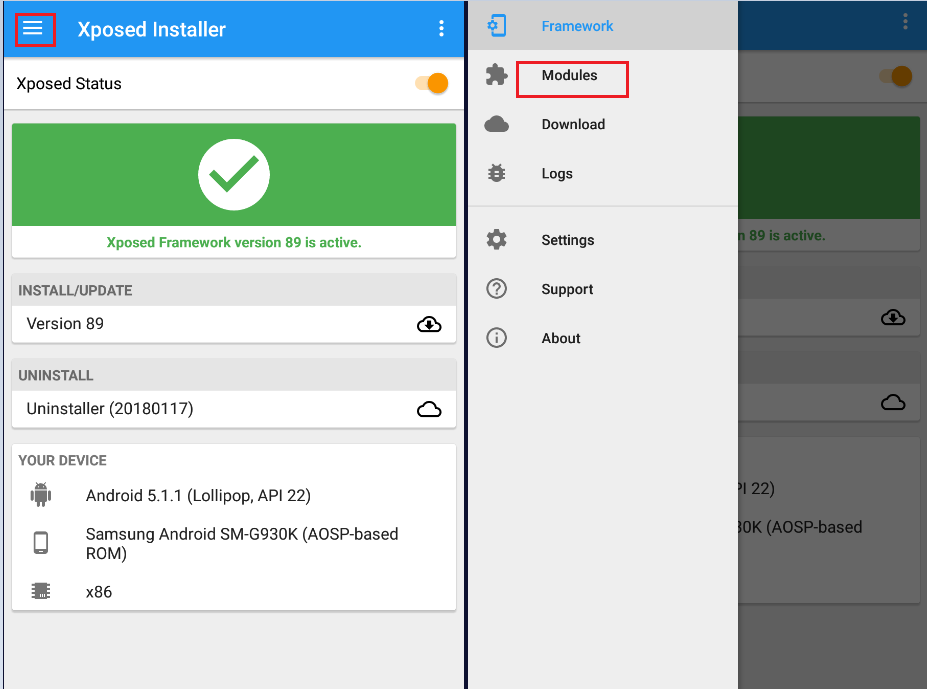 Xposed Installer
Xposed Status
Xposed Framework version 89 is active.
INSTALL/UPDATE
Version 89
UNINSTALL
Uninstaller (20180117)
YOUR DEVICE
Android 5.1.1 (Lollipop, API 22)
Samsung Android SM-G930K (AOSP-based
ROM)
x86
Framework
Modules
Download
Logs
Settings
Support
About
n 89 is active.
PI 22)
30K (AOSP-based